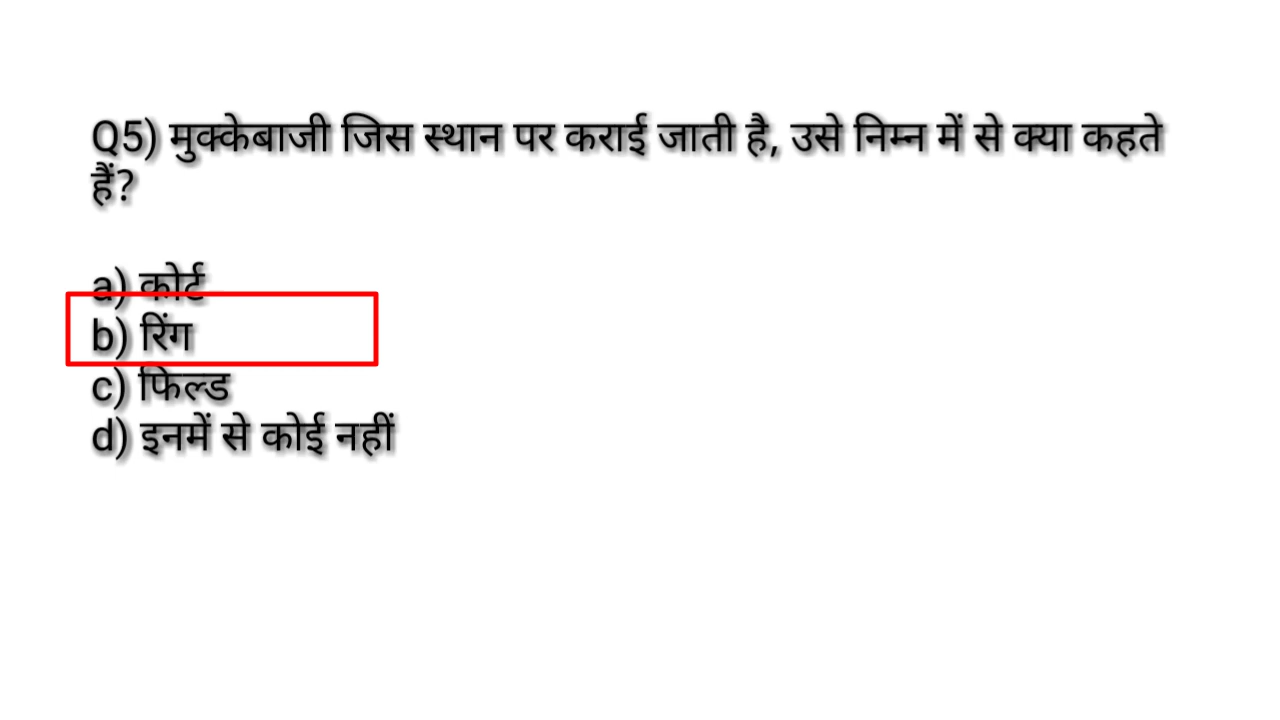 Q5) मुक्केबाजी जिस स्थान पर कराई जाती है, उसे निम्न में से क्या कहते
हैं?
a) कोर्ट
b) रिंग
c) फिल्ड
d) इनमें से कोई नहीं